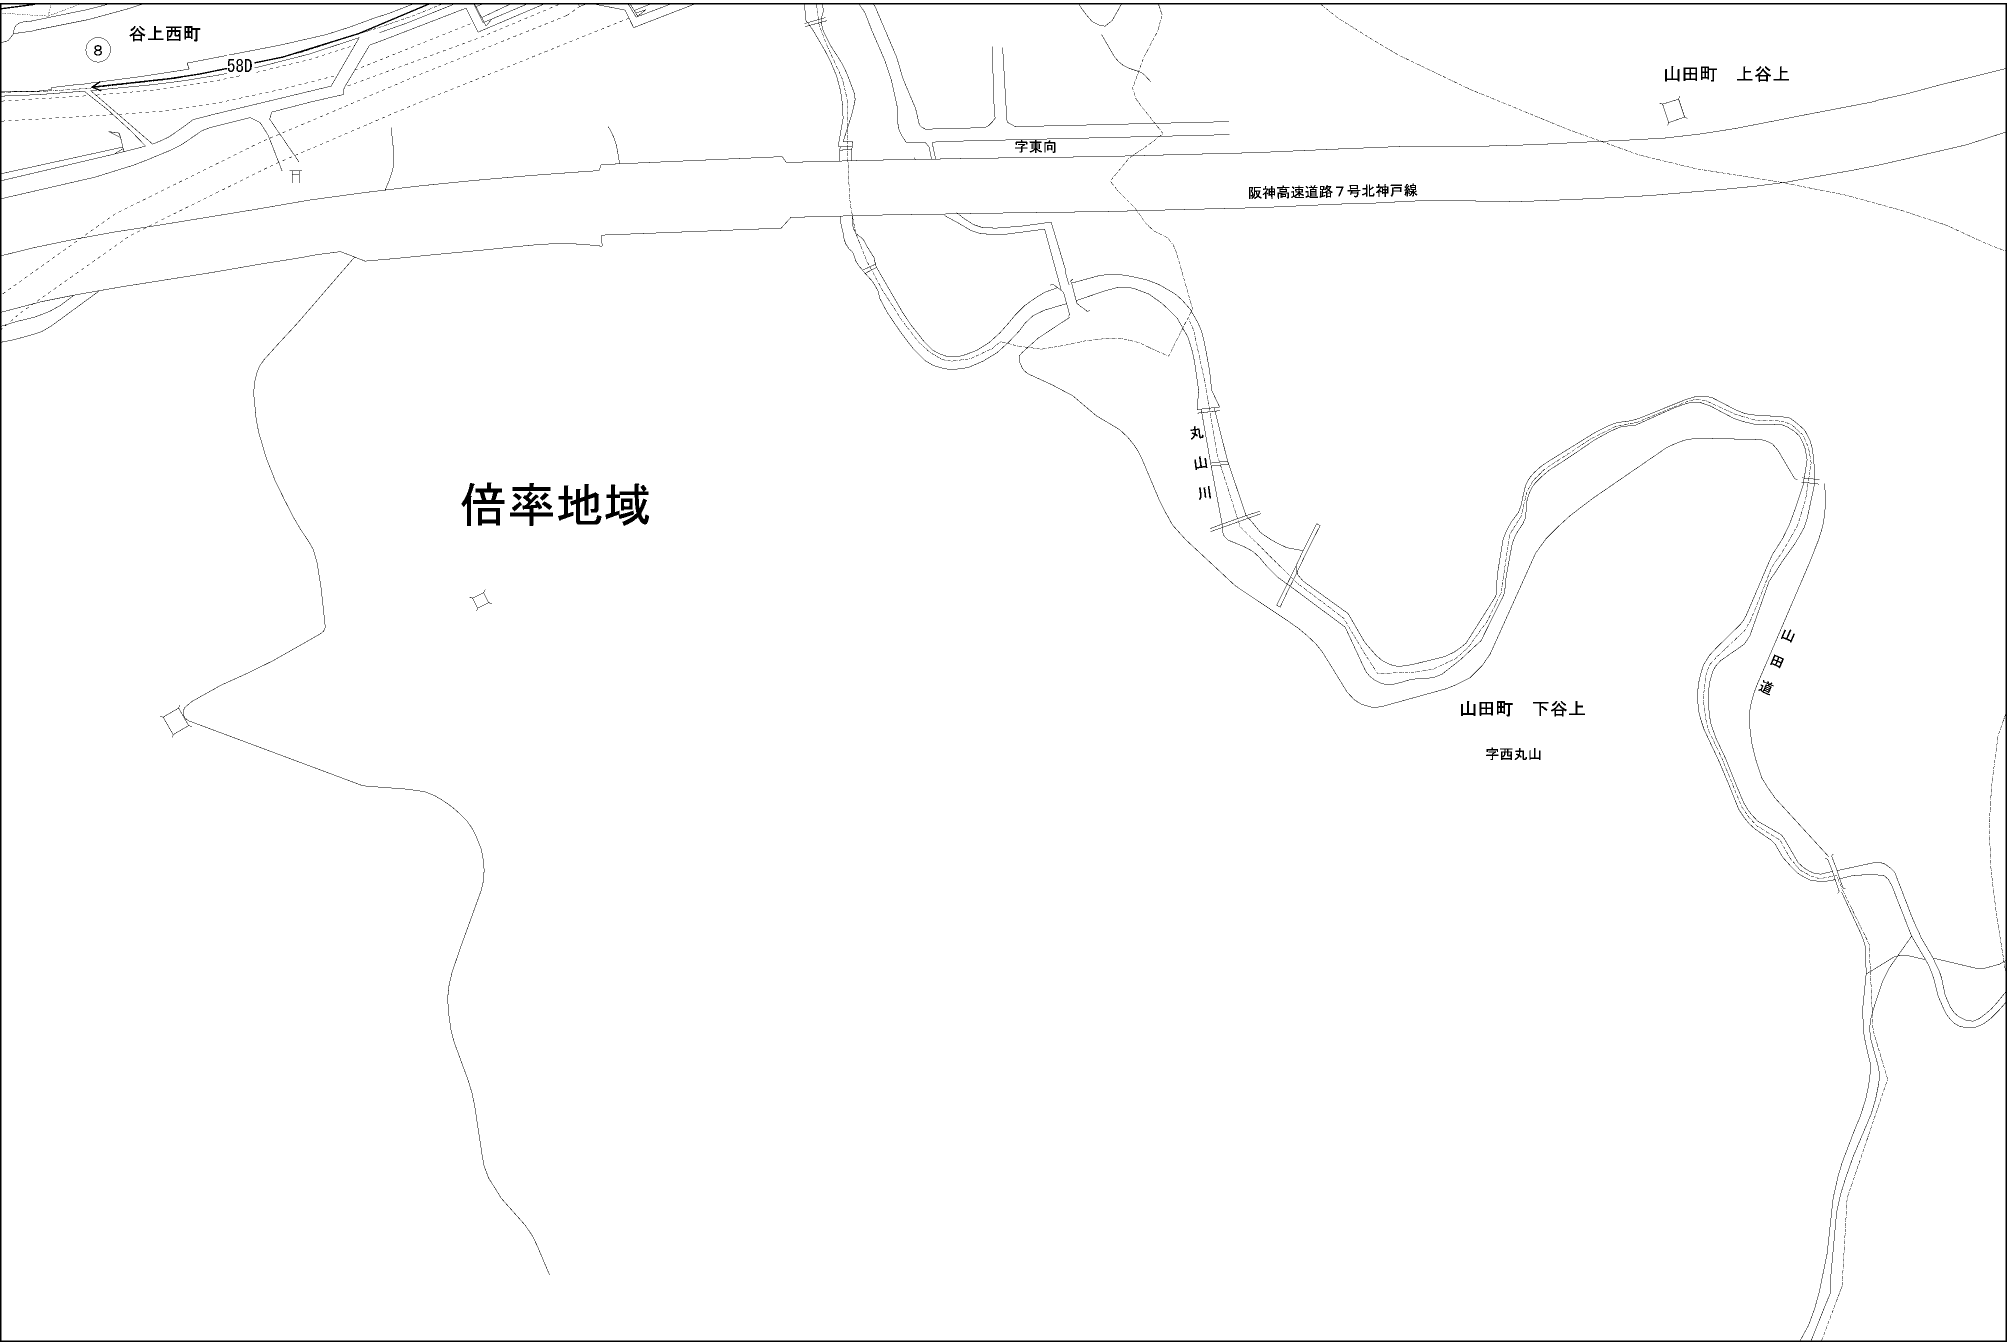 谷上西町
8
58D
山田町　上谷上
字東向
阪神高速道路７号北神戸線
丸山川
倍率地域
山田道
山田町　下谷上
字西丸山